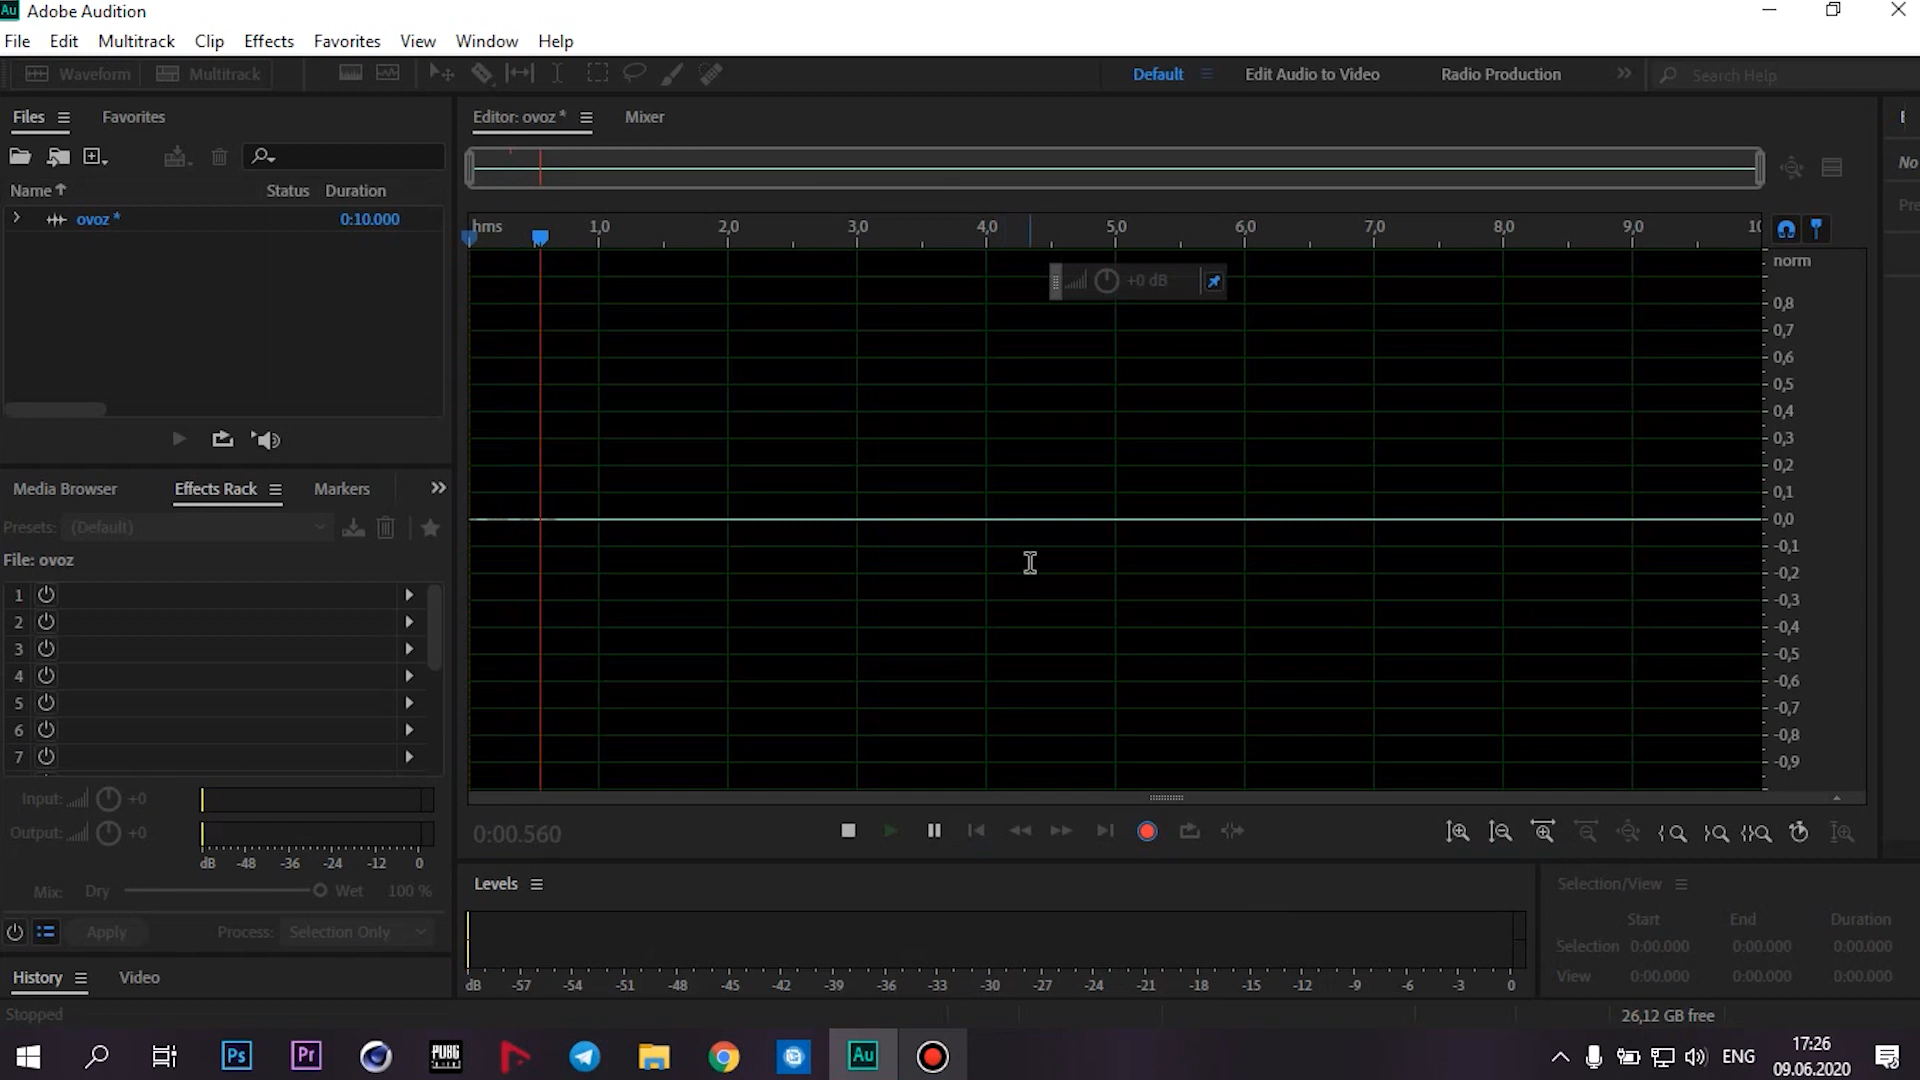 Au Adobe Audition
File Edit Multitrack Clip Effects Favorites View Window Help
Waveform Multitrack Default Edit Audio to Video Radio Production Search Help
Files Favorites Editor: ovoz * Mixer
No
Name Status Duration
ovoz * 0:10.000
Pre
hms 1,0 2,0 3,0 4,0 5,0 6,0 7,0 8,0 9,0 10
+0 dB
norm
0,8
0,7
0,6
0,5
0,4
0,3
0,2
0,1
0,0
-0,1
-0,2
-0,3
-0,4
-0,5
-0,6
-0,7
-0,8
-0,9
Media Browser Effects Rack Markers
Presets: (Default)
File: ovoz
1
2
3
4
5
6
7
Input: +0
Output: +0
dB -48 -36 -24 -12 0
Mix: Dry Wet 100 %
Apply Process: Selection Only
History Video
Stopped
0:00.560
Levels
dB -57 -54 -51 -48 -45 -42 -39 -36 -33 -30 -27 -24 -21 -18 -15 -12 -9 -6 -3 0
Selection/View
Start End Duration
Selection 0:00.000 0:00.000 0:00.000
View 0:00.000 0:00.000 0:00.000
26,12 GB free
Ps Pr PUBG Au ENG 17:26
09.06.2020